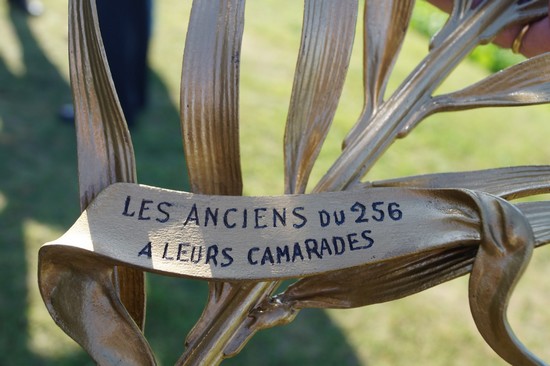 LES ANCIENS DU 256
A LEURS CAMARADES